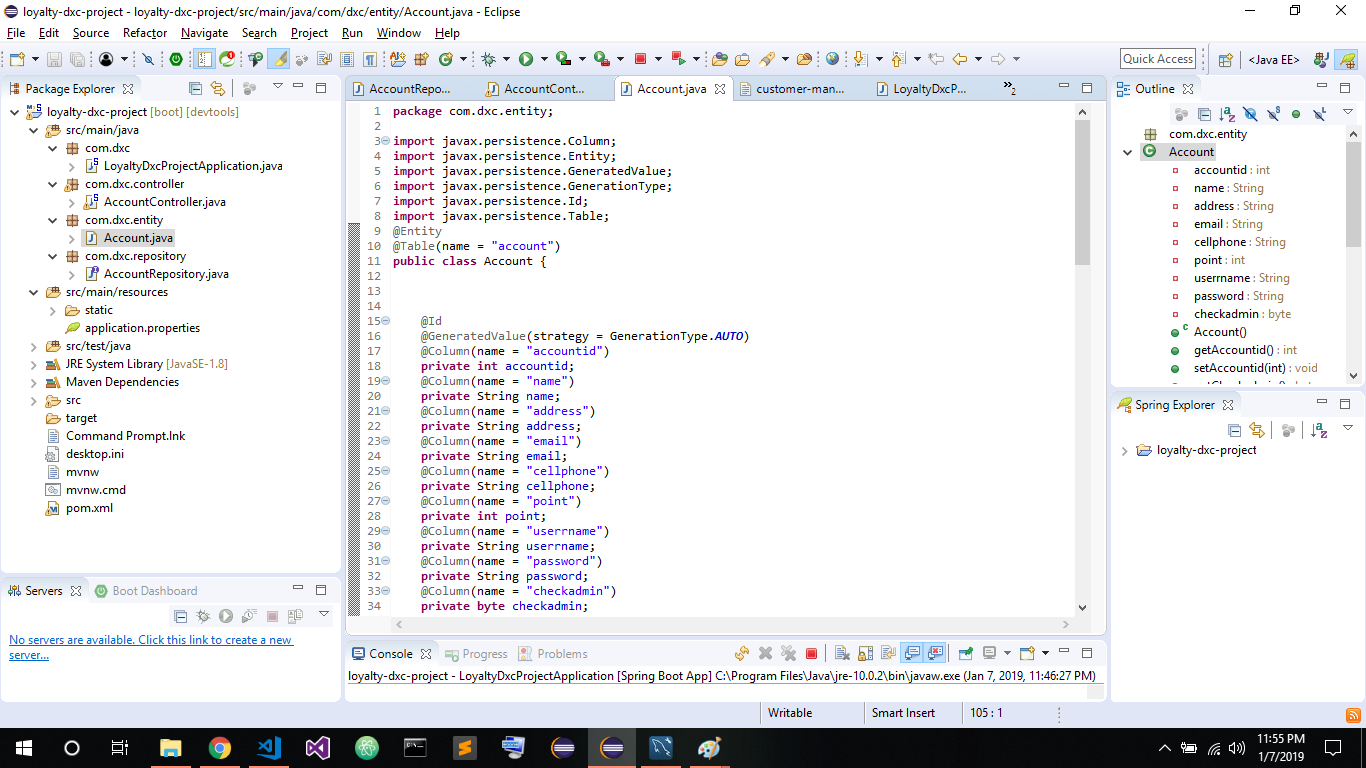 loyalty-dxc-project - loyalty-dxc-project/src/main/java/com/dxc/entity/Account.java - Eclipse
File Edit Source Refactor Navigate Search Project Run Window Help
Quick Access
<Java EE>
Package Explorer
loyalty-dxc-project [boot] [devtools]
src/main/java
com.dxc
LoyaltyDxcProjectApplication.java
com.dxc.controller
AccountController.java
com.dxc.entity
Account.java
com.dxc.repository
AccountRepository.java
src/main/resources
static
application.properties
src/test/java
JRE System Library [JavaSE-1.8]
Maven Dependencies
src
target
Command Prompt.lnk
desktop.ini
mvnw
mvnw.cmd
pom.xml
Servers Boot Dashboard
No servers are available. Click this link to create a new
server...
AccountRepo... AccountCont... Account.java customer-man... LoyaltyDxcP... »2
1 package com.dxc.entity;
2
3 import javax.persistence.Column;
4 import javax.persistence.Entity;
5 import javax.persistence.GeneratedValue;
6 import javax.persistence.GenerationType;
7 import javax.persistence.Id;
8 import javax.persistence.Table;
9 @Entity
10 @Table(name = "account")
11 public class Account {
12
13
14
15 @Id
16 @GeneratedValue(strategy = GenerationType.AUTO)
17 @Column(name = "accountid")
18 private int accountid;
19 @Column(name = "name")
20 private String name;
21 @Column(name = "address")
22 private String address;
23 @Column(name = "email")
24 private String email;
25 @Column(name = "cellphone")
26 private String cellphone;
27 @Column(name = "point")
28 private int point;
29 @Column(name = "userrname")
30 private String userrname;
31 @Column(name = "password")
32 private String password;
33 @Column(name = "checkadmin")
34 private byte checkadmin;
Console Progress Problems
loyalty-dxc-project - LoyaltyDxcProjectApplication [Spring Boot App] C:\Program Files\Java\jre-10.0.2\bin\javaw.exe (Jan 7, 2019, 11:46:27 PM)
Outline
com.dxc.entity
Account
accountid : int
name : String
address : String
email : String
cellphone : String
point : int
userrname : String
password : String
checkadmin : byte
Account()
getAccountid() : int
setAccountid(int) : void
Spring Explorer
loyalty-dxc-project
Writable Smart Insert 105 : 1
11:55 PM
1/7/2019